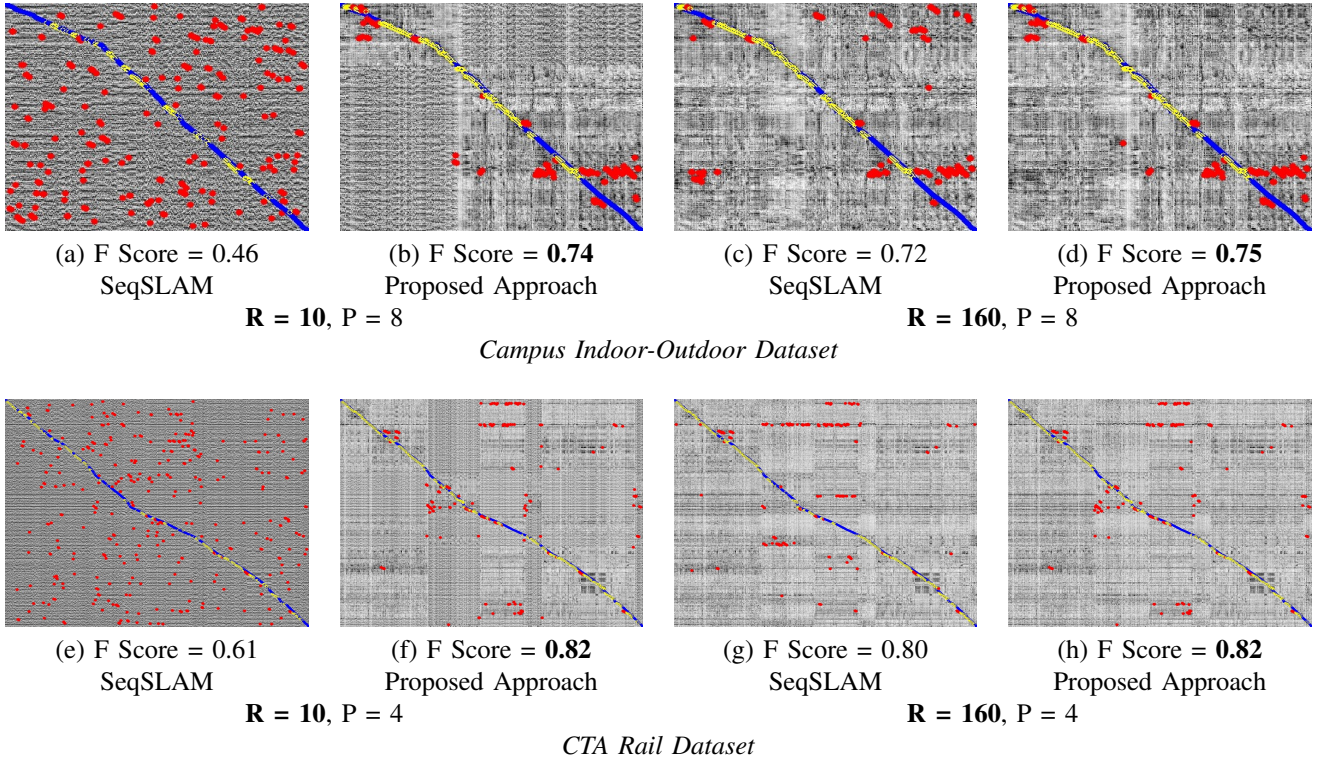 (a) F Score = 0.46
SeqSLAM
(b) F Score = 0.74
Proposed Approach
(c) F Score = 0.72
SeqSLAM
(d) F Score = 0.75
Proposed Approach
R = 10, P = 8
R = 160, P = 8
Campus Indoor-Outdoor Dataset
(e) F Score = 0.61
SeqSLAM
(f) F Score = 0.82
Proposed Approach
(g) F Score = 0.80
SeqSLAM
(h) F Score = 0.82
Proposed Approach
R = 10, P = 4
R = 160, P = 4
CTA Rail Dataset